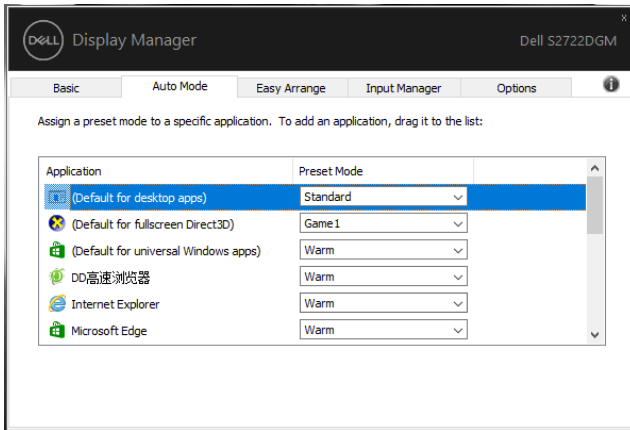 x
DELL Display Manager Dell S2722DGM
Basic Auto Mode Easy Arrange Input Manager Options i
Assign a preset mode to a specific application. To add an application, drag it to the list:
Application Preset Mode
(Default for desktop apps) Standard
(Default for fullscreen Direct3D) Game1
(Default for universal Windows apps) Warm
DD高速浏览器 Warm
Internet Explorer Warm
Microsoft Edge Warm